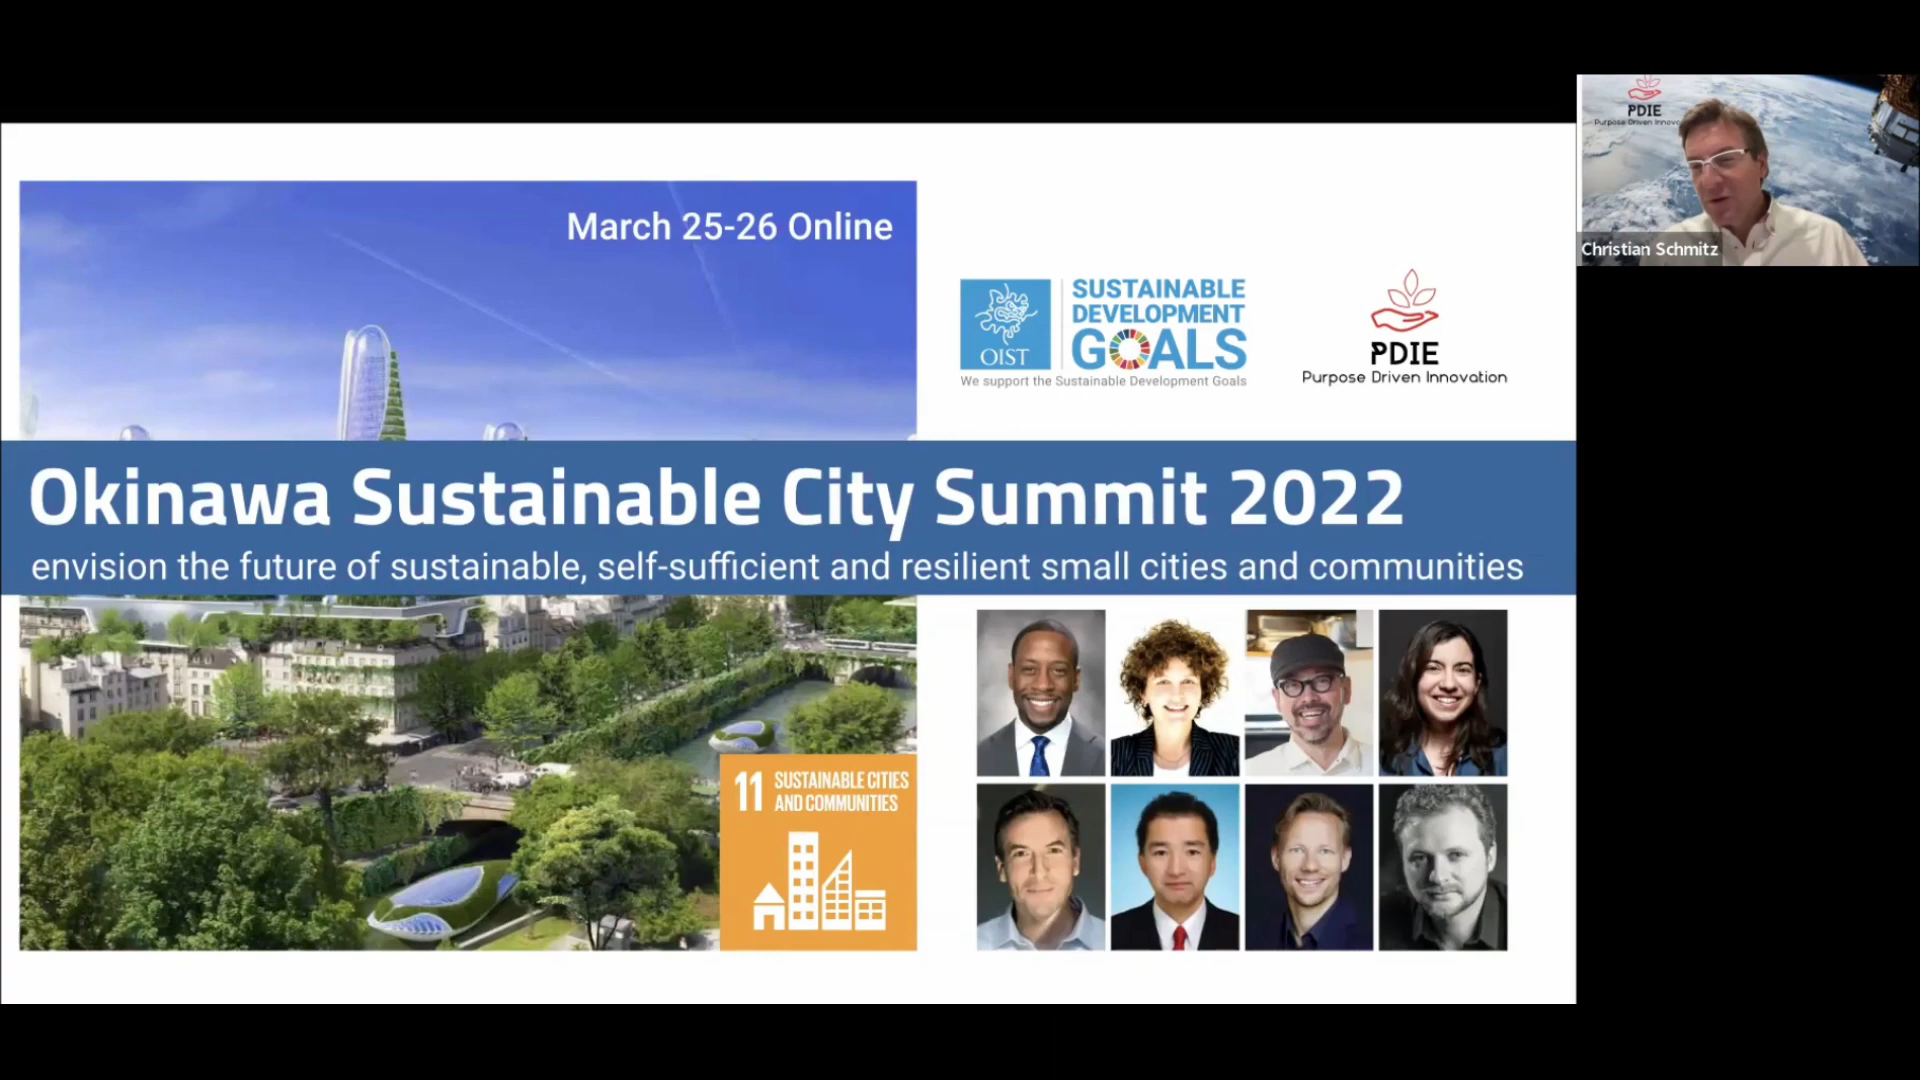 March 25-26 Online
OIST
SUSTAINABLE
DEVELOPMENT
GOALS
We support the Sustainable Development Goals
PDIE
Purpose Driven Innovation
Okinawa Sustainable City Summit 2022
envision the future of sustainable, self-sufficient and resilient small cities and communities
11 SUSTAINABLE CITIES
AND COMMUNITIES
PDIE
Purpose Driven
Christian Schmitz